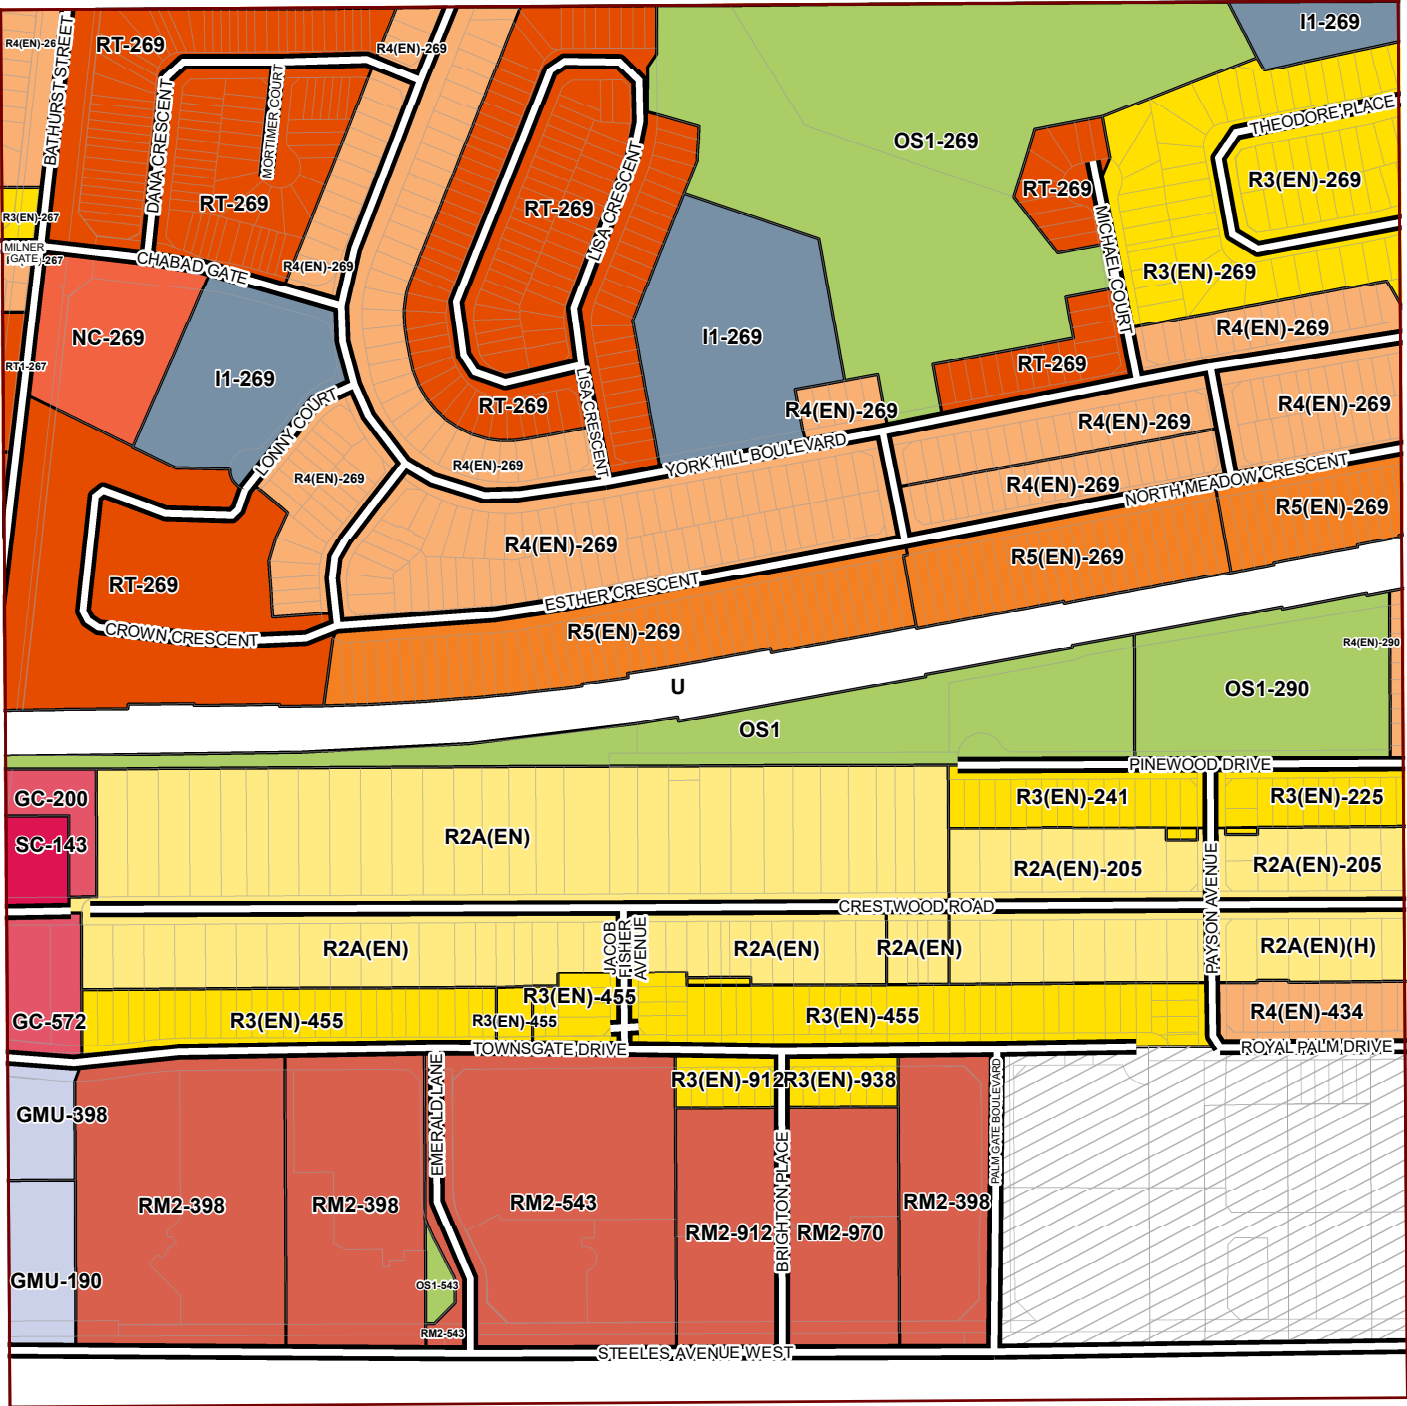 I1-269
R4(EN)-26
RT-269
R4(EN)-269
BATHURST STREET
DANA CRESCENT
MORTIMER COURT
THEODORE PLACE
OS1-269
R3(EN)-269
RT-269
RT-269
RT-269
LISA CRESCENT
R3(EN)-267
MILNER
GATE
-267
CHABAD GATE
R4(EN)-269
MICHAEL COURT
R3(EN)-269
NC-269
I1-269
R4(EN)-269
RT1-267
I1-269
RT-269
RT-269
LISA CRESCENT
R4(EN)-269
R4(EN)-269
R4(EN)-269
LONNY COURT
YORK HILL BOULEVARD
R4(EN)-269
R4(EN)-269
R4(EN)-269
NORTH MEADOW CRESCENT
R5(EN)-269
R4(EN)-269
R5(EN)-269
RT-269
ESTHER CRESCENT
CROWN CRESCENT
R5(EN)-269
R4(EN)-290
U
OS1-290
OS1
PINEWOOD DRIVE
GC-200
R3(EN)-241
R3(EN)-225
SC-143
R2A(EN)
R2A(EN)-205
R2A(EN)-205
PAYSON AVENUE
CRESTWOOD ROAD
JACOB
FISHER
AVENUE
R2A(EN)
R2A(EN)
R2A(EN)
R2A(EN)(H)
R3(EN)-455
GC-572
R3(EN)-455
R3(EN)-455
R3(EN)-455
R4(EN)-434
TOWNSGATE DRIVE
ROYAL PALM DRIVE
R3(EN)-912
R3(EN)-938
EMERALD LANE
PALM GATE BOULEVARD
GMU-398
BRIGHTON PLACE
RM2-398
RM2-398
RM2-543
RM2-398
RM2-912
RM2-970
GMU-190
OS1-543
RM2-543
STEELES AVENUE WEST